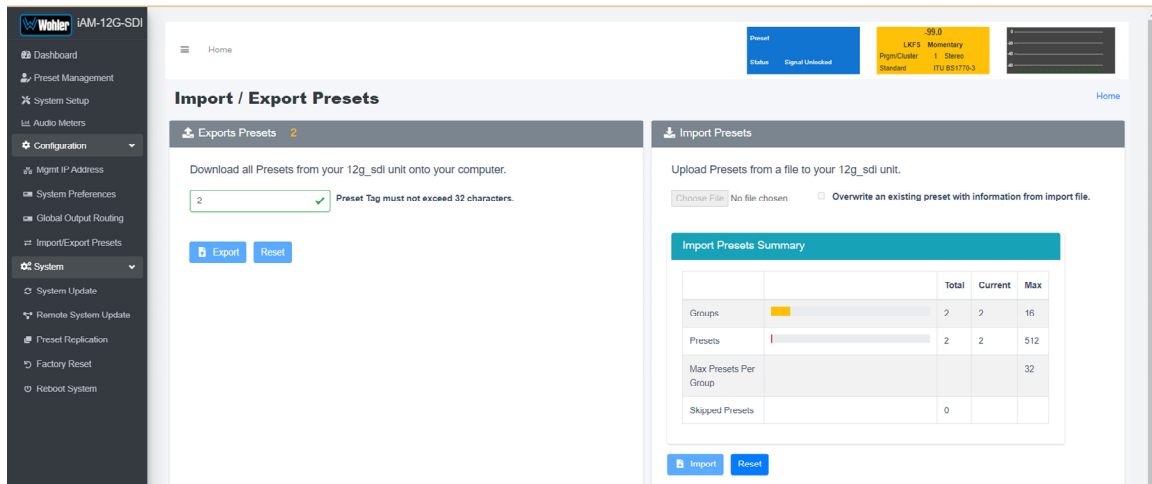 Wohler iAM-12G-SDI
Dashboard
Preset Management
System Setup
Audio Meters
Configuration
Mgmt IP Address
System Preferences
Global Output Routing
Import/Export Presets
System
System Update
Remote System Update
Preset Replication
Factory Reset
Reboot System
Home
Preset
Status Signal Unlocked
-99.0
LKFS Momentary
Prgm/Cluster 1 Stereo
Standard ITU BS1770-3
Import / Export Presets
Home
Exports Presets 2
Download all Presets from your 12g_sdi unit onto your computer.
2 Preset Tag must not exceed 32 characters.
Export Reset
Import Presets
Upload Presets from a file to your 12g_sdi unit.
Choose File No file chosen Overwrite an existing preset with information from import file.
Import Presets Summary
Total Current Max
Groups 2 2 16
Presets 2 2 512
Max Presets Per
Group 32
Skipped Presets 0
Import Reset